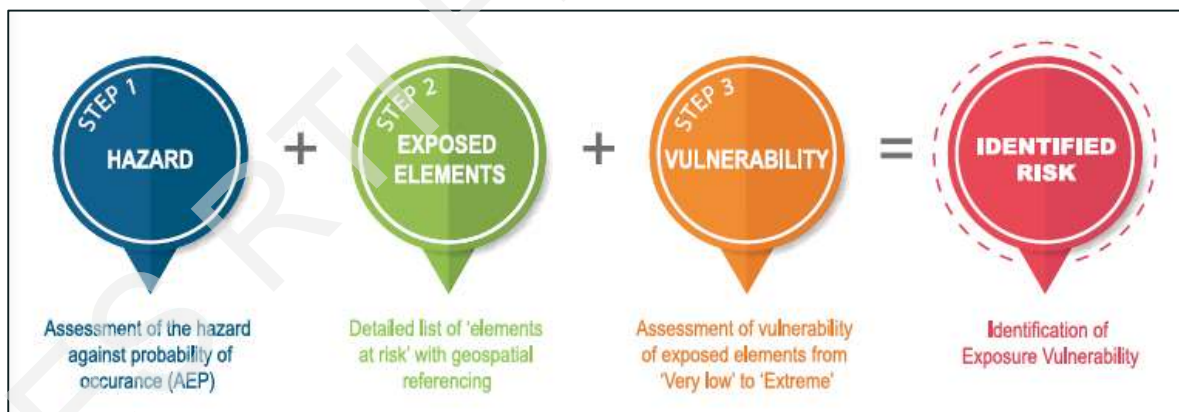 STEP 1
HAZARD
+
STEP 2
EXPOSED
ELEMENTS
+
STEP 3
VULNERABILITY
=
IDENTIFIED
RISK
Assessment of the hazard
against probability of
occurance (AEP)
Detailed list of 'elements
at risk' with geospatial
referencing
Assessment of vulnerability
of exposed elements from
'Very low' to 'Extreme'
Identification of
Exposure Vulnerability